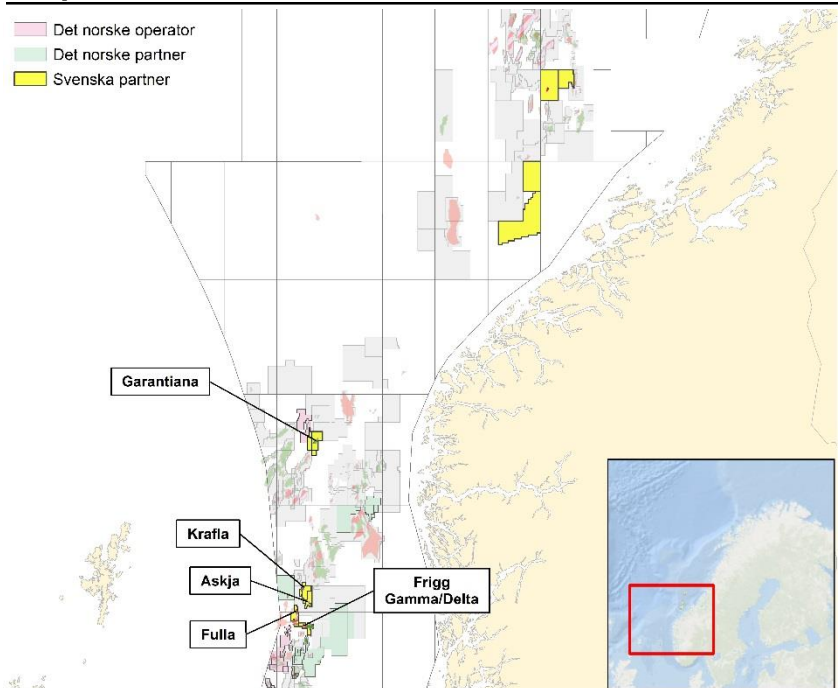 Det norske operator
Det norske partner
Svenska partner
Garantiana
Krafla
Askja
Frigg
Gamma/Delta
Fulla